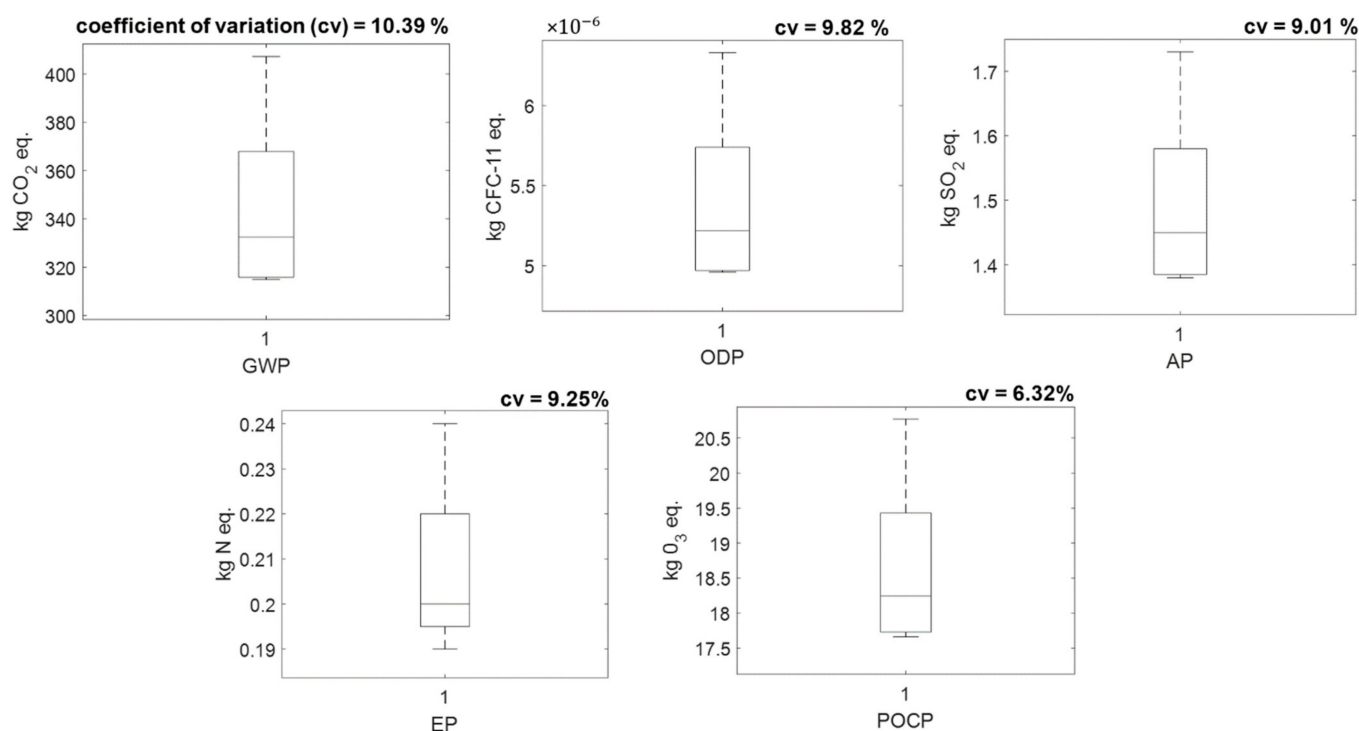 coefficient of variation (cv) = 10.39 %
400
380
360
340
320
300
kg CO₂ eq.
1
GWP
×10⁻⁶
cv = 9.82 %
6
5.5
5
kg CFC-11 eq.
1
ODP
cv = 9.01 %
1.7
1.6
1.5
1.4
kg SO₂ eq.
1
AP
cv = 9.25%
0.24
0.23
0.22
0.21
0.2
0.19
kg N eq.
1
EP
cv = 6.32%
20.5
20
19.5
19
18.5
18
17.5
kg 0₃ eq.
1
POCP